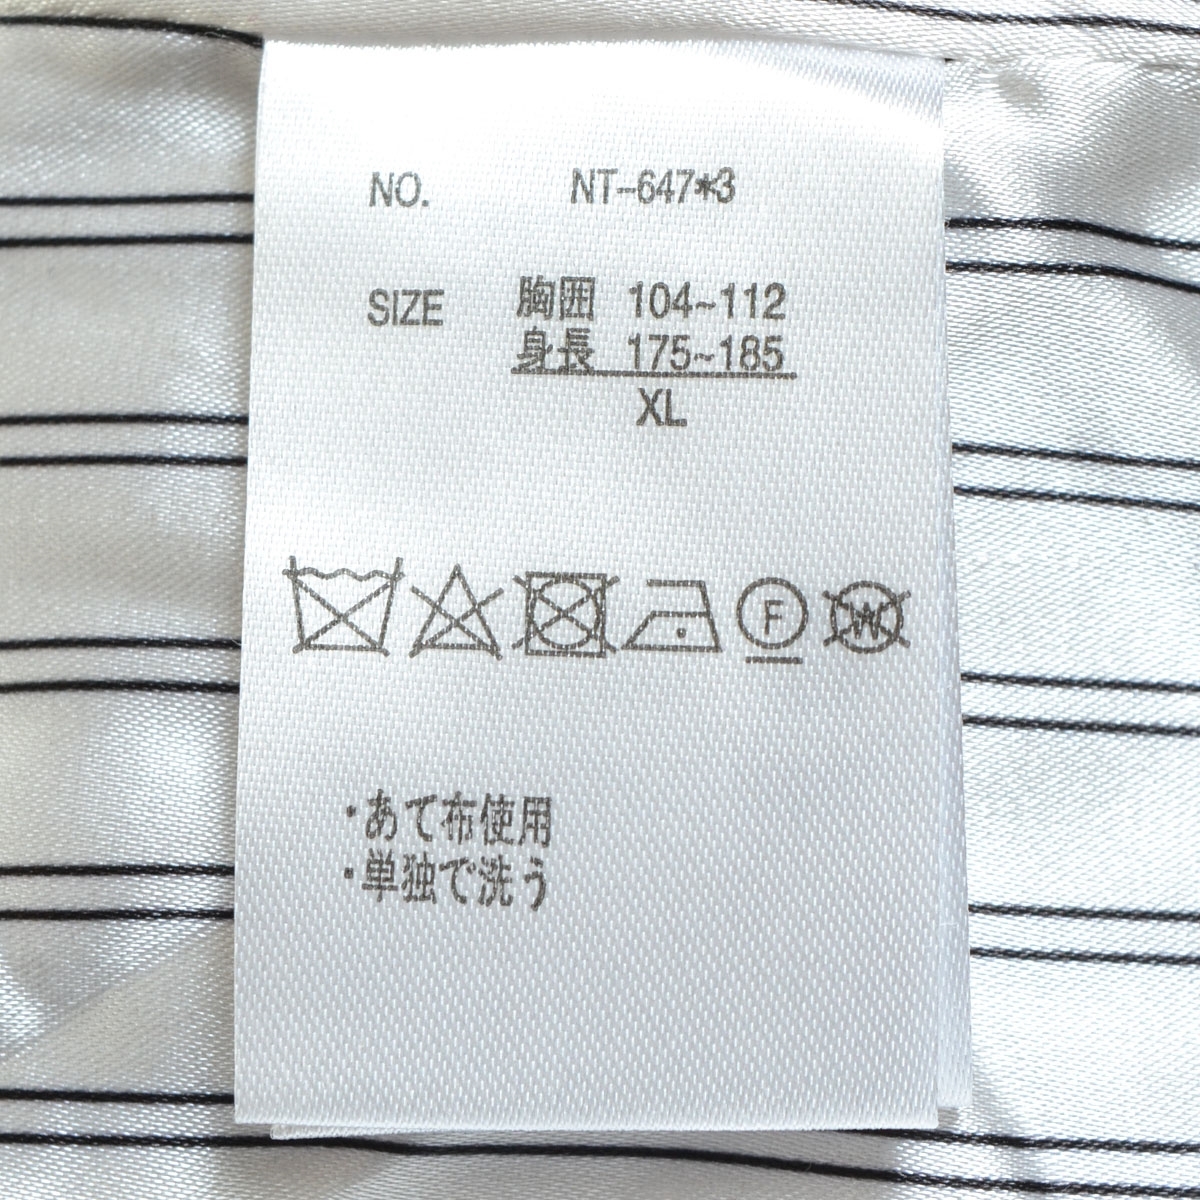 NO. NT-647*3
SIZE 胸囲 104~112
身長 175~185
XL
F W
・あて布使用
・単独で洗う